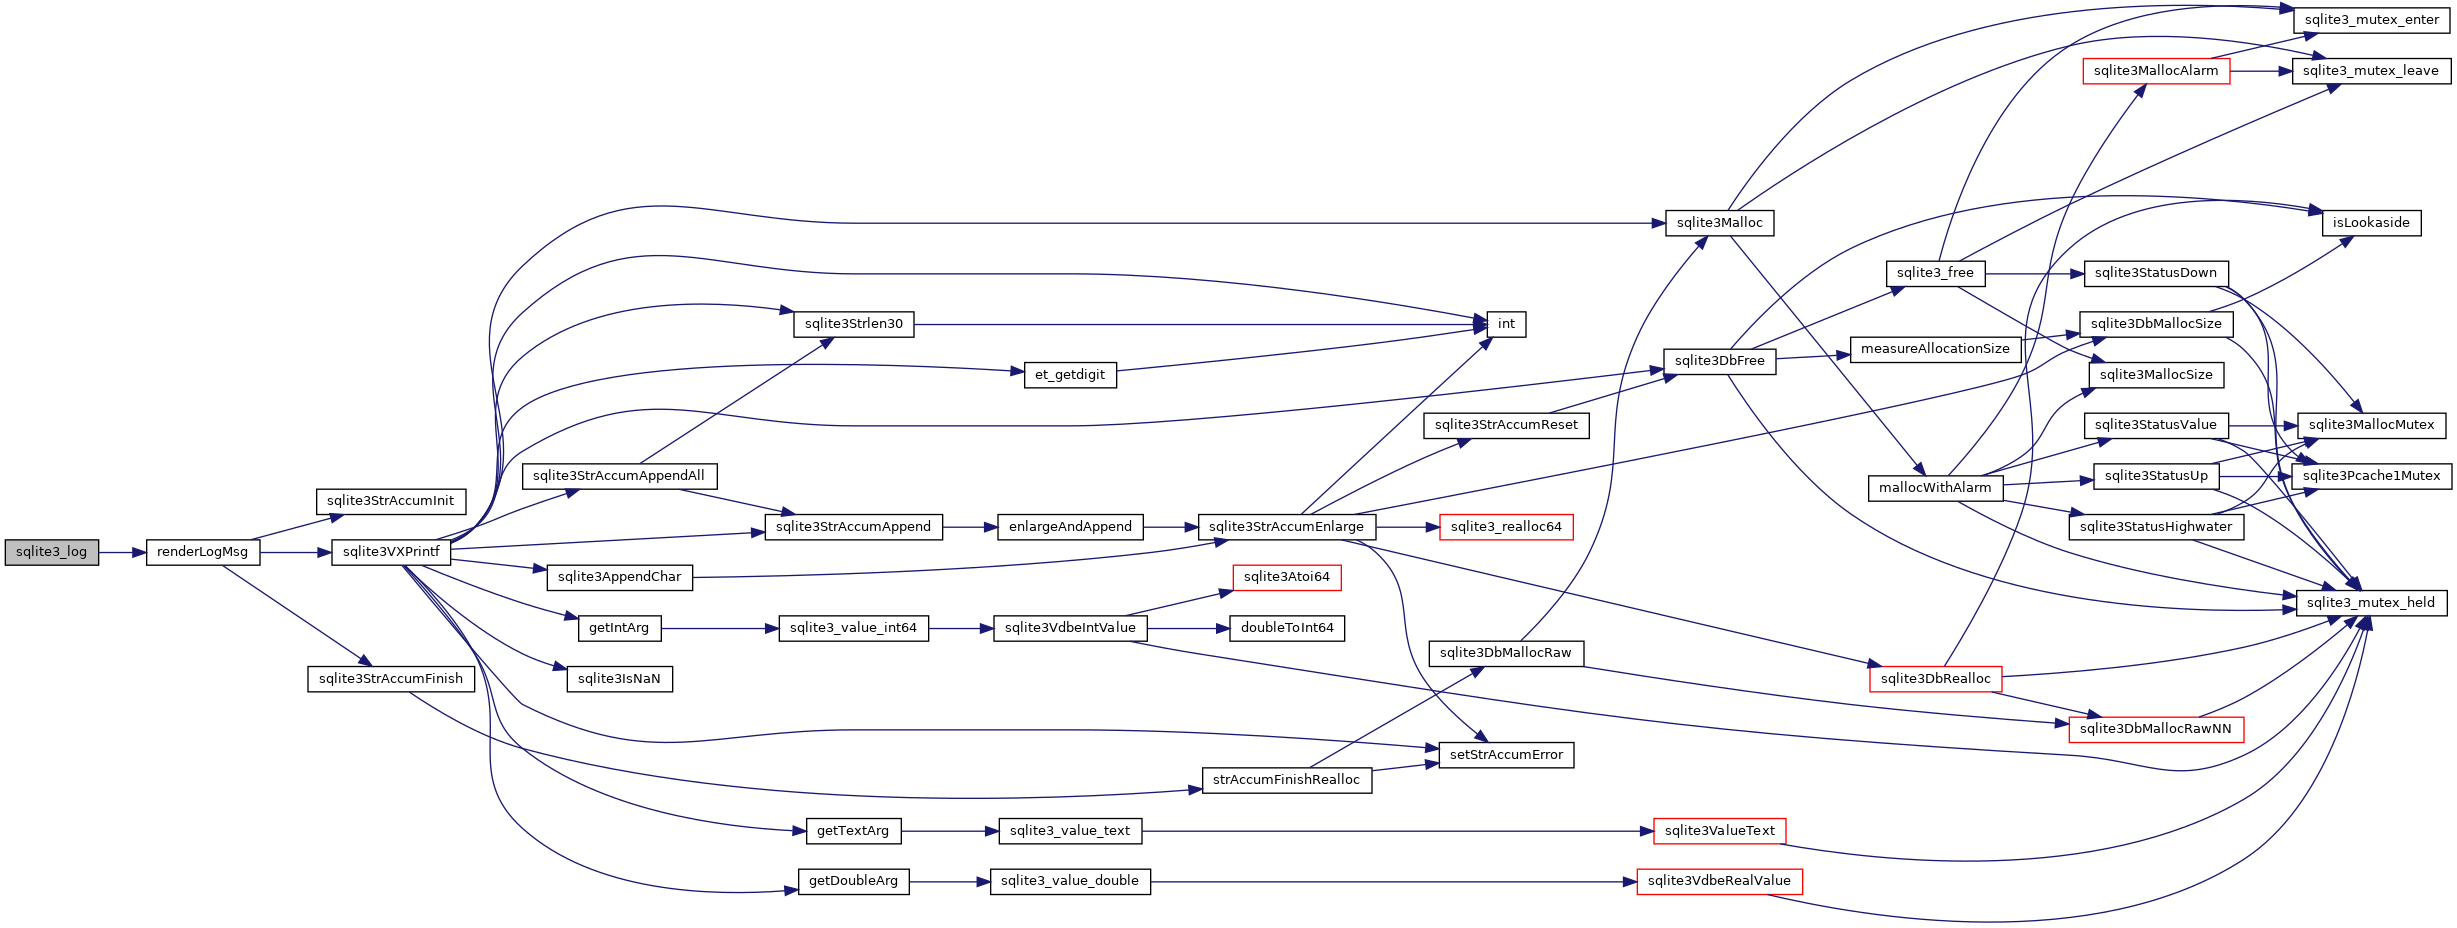 sqlite3_log
renderLogMsg
sqlite3StrAccumInit
sqlite3VXPrintf
sqlite3StrAccumFinish
sqlite3StrAccumAppendAll
sqlite3AppendChar
getIntArg
sqlite3IsNaN
sqlite3Strlen30
sqlite3StrAccumAppend
sqlite3_value_int64
getTextArg
getDoubleArg
et_getdigit
enlargeAndAppend
sqlite3VdbeIntValue
sqlite3_value_text
sqlite3_value_double
sqlite3StrAccumEnlarge
sqlite3Atoi64
doubleToInt64
strAccumFinishRealloc
int
sqlite3StrAccumReset
sqlite3_realloc64
sqlite3DbMallocRaw
setStrAccumError
sqlite3Malloc
sqlite3DbFree
sqlite3ValueText
sqlite3VdbeRealValue
sqlite3_free
measureAllocationSize
mallocWithAlarm
sqlite3DbRealloc
sqlite3MallocAlarm
sqlite3StatusDown
sqlite3DbMallocSize
sqlite3MallocSize
sqlite3StatusValue
sqlite3StatusUp
sqlite3StatusHighwater
sqlite3DbMallocRawNN
sqlite3_mutex_enter
sqlite3_mutex_leave
isLookaside
sqlite3MallocMutex
sqlite3Pcache1Mutex
sqlite3_mutex_held